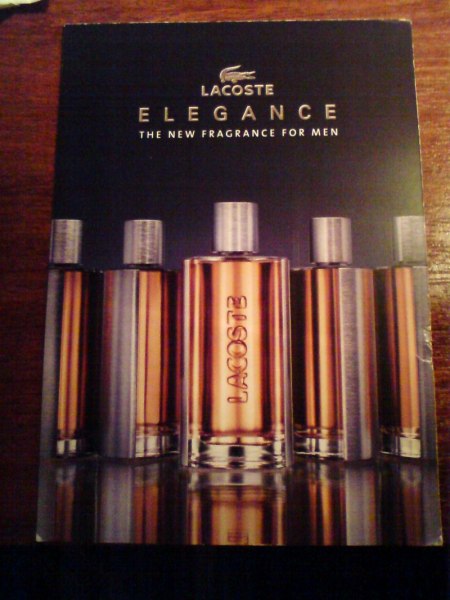 LACOSTE
ELEGANCE
THE NEW FRAGRANCE FOR MEN
LACOSTE